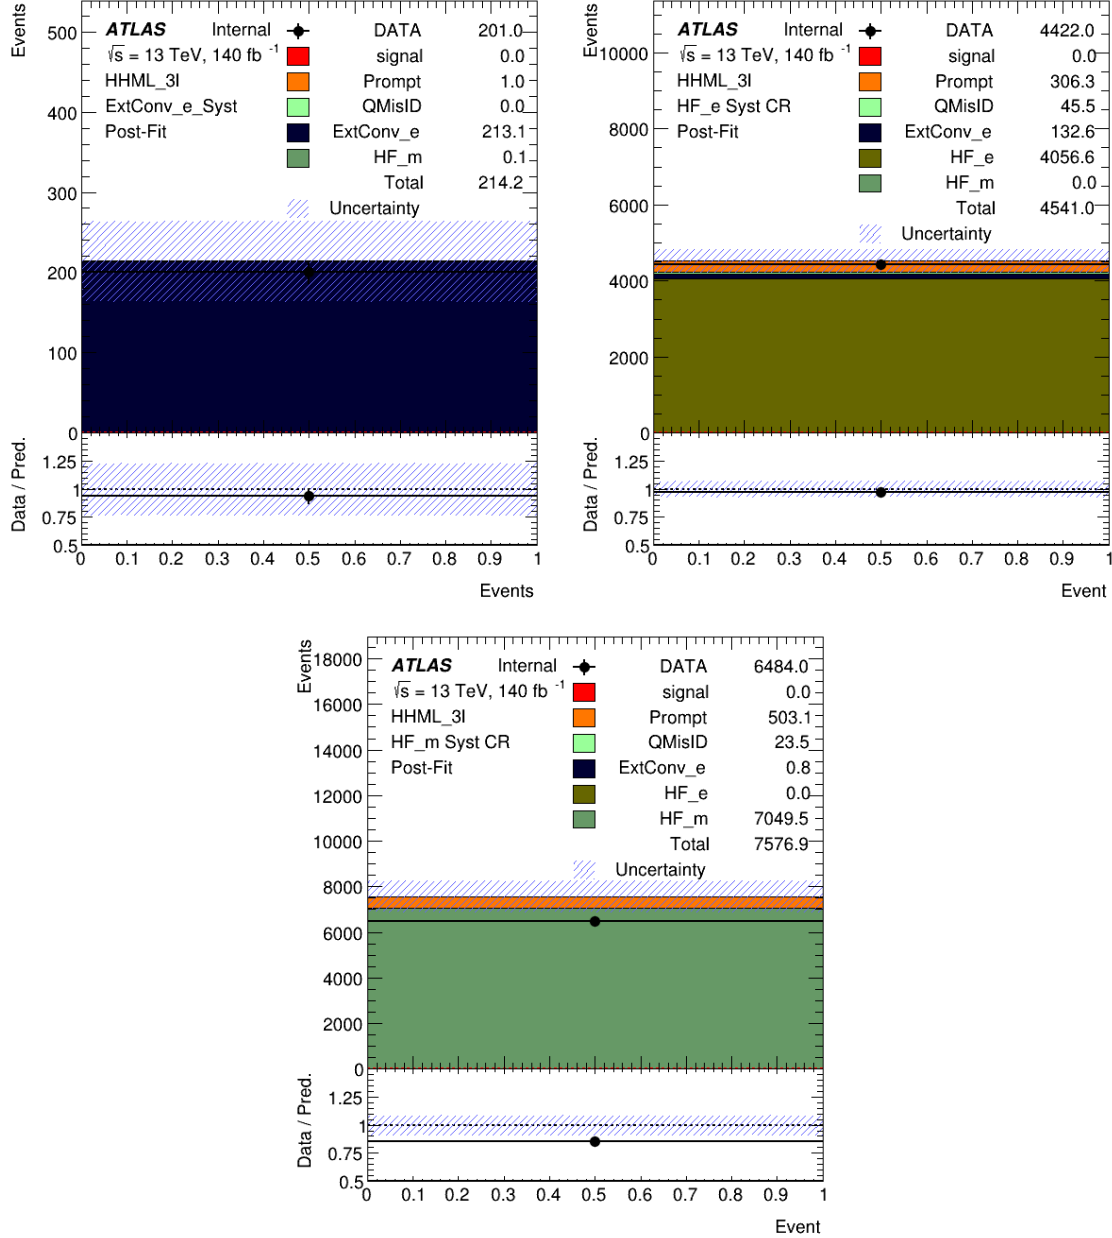 Events
500
400
300
200
100
0
ATLAS Internal
√s = 13 TeV, 140 fb -1
HHML_3l
ExtConv_e_Syst
Post-Fit
DATA 201.0
signal 0.0
Prompt 1.0
QMisID 0.0
ExtConv_e 213.1
HF_m 0.1
Total 214.2
Uncertainty
Data / Pred.
1.25
1
0.75
0.5
0 0.1 0.2 0.3 0.4 0.5 0.6 0.7 0.8 0.9 1
Events
Events
10000
8000
6000
4000
2000
0
ATLAS Internal
√s = 13 TeV, 140 fb -1
HHML_3l
HF_e Syst CR
Post-Fit
DATA 4422.0
signal 0.0
Prompt 306.3
QMisID 45.5
ExtConv_e 132.6
HF_e 4056.6
HF_m 0.0
Total 4541.0
Uncertainty
Data / Pred.
1.25
1
0.75
0.5
0 0.1 0.2 0.3 0.4 0.5 0.6 0.7 0.8 0.9 1
Event
Events
18000
16000
14000
12000
10000
8000
6000
4000
2000
0
ATLAS Internal
√s = 13 TeV, 140 fb -1
HHML_3l
HF_m Syst CR
Post-Fit
DATA 6484.0
signal 0.0
Prompt 503.1
QMisID 23.5
ExtConv_e 0.8
HF_e 0.0
HF_m 7049.5
Total 7576.9
Uncertainty
Data / Pred.
1.25
1
0.75
0.5
0 0.1 0.2 0.3 0.4 0.5 0.6 0.7 0.8 0.9 1
Event